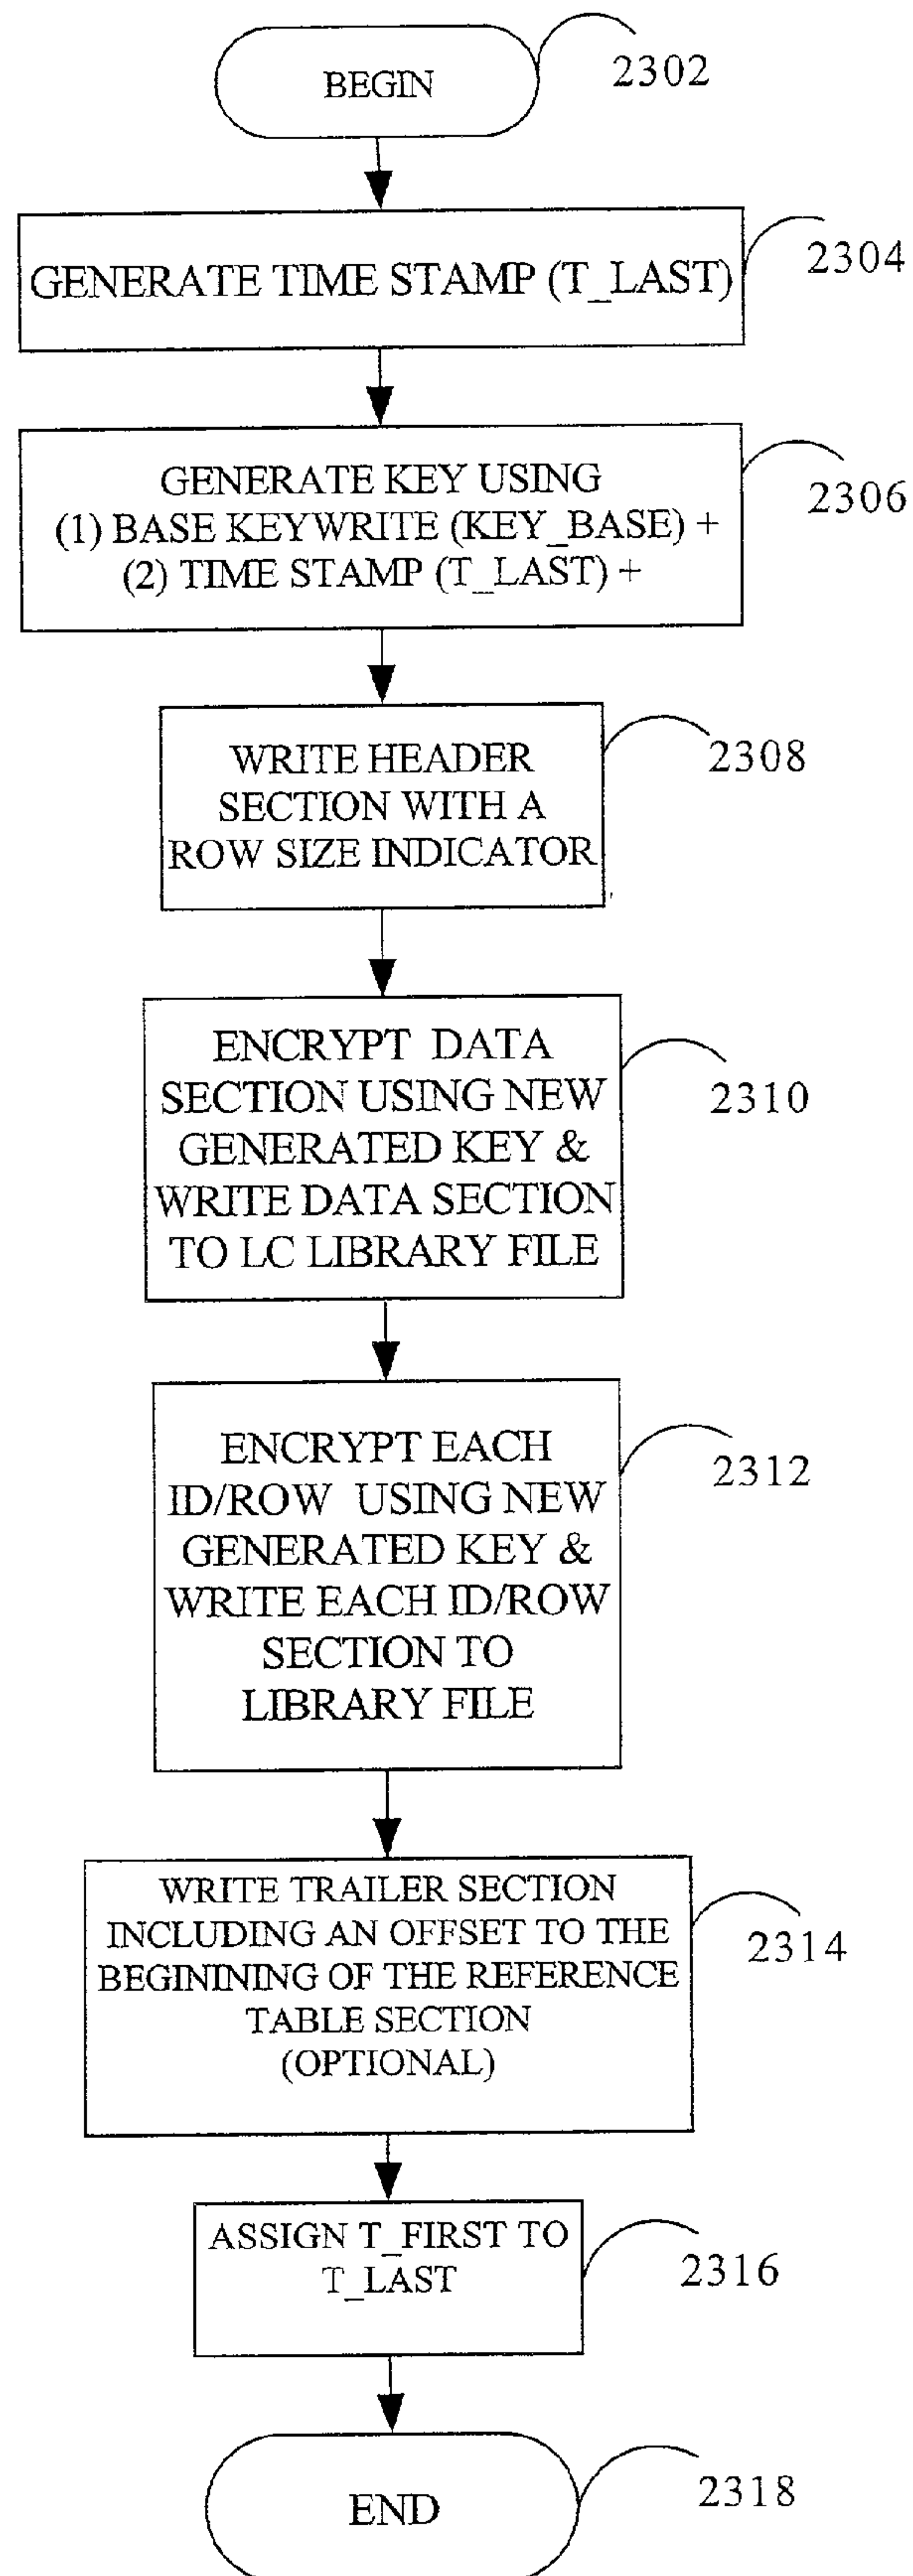 BEGIN
2302
GENERATE TIME STAMP (T_LAST)
2304
GENERATE KEY USING
(1) BASE KEYWRITE (KEY_BASE) +
(2) TIME STAMP (T_LAST) +
2306
WRITE HEADER
SECTION WITH A
ROW SIZE INDICATOR
2308
ENCRYPT DATA
SECTION USING NEW
GENERATED KEY &
WRITE DATA SECTION
TO LC LIBRARY FILE
2310
ENCRYPT EACH
ID/ROW USING NEW
GENERATED KEY &
WRITE EACH ID/ROW
SECTION TO
LIBRARY FILE
2312
WRITE TRAILER SECTION
INCLUDING AN OFFSET TO THE
BEGINING OF THE REFERENCE
TABLE SECTION
(OPTIONAL)
2314
ASSIGN T_FIRST TO
T_LAST
2316
END
2318